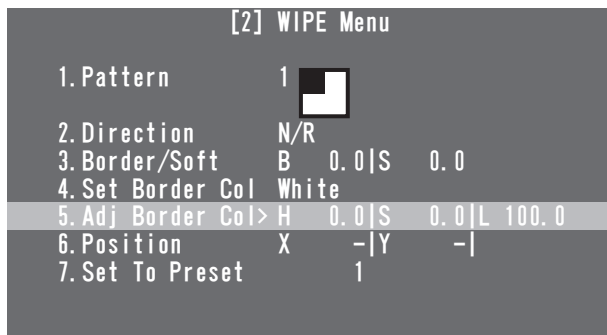 [2] WIPE Menu
1.Pattern 1
2.Direction N/R
3.Border/Soft B 0.0|S 0.0
4.Set Border Col White
5.Adj Border Col> H 0.0|S 0.0|L 100.0
6.Position X -|Y -|
7.Set To Preset 1